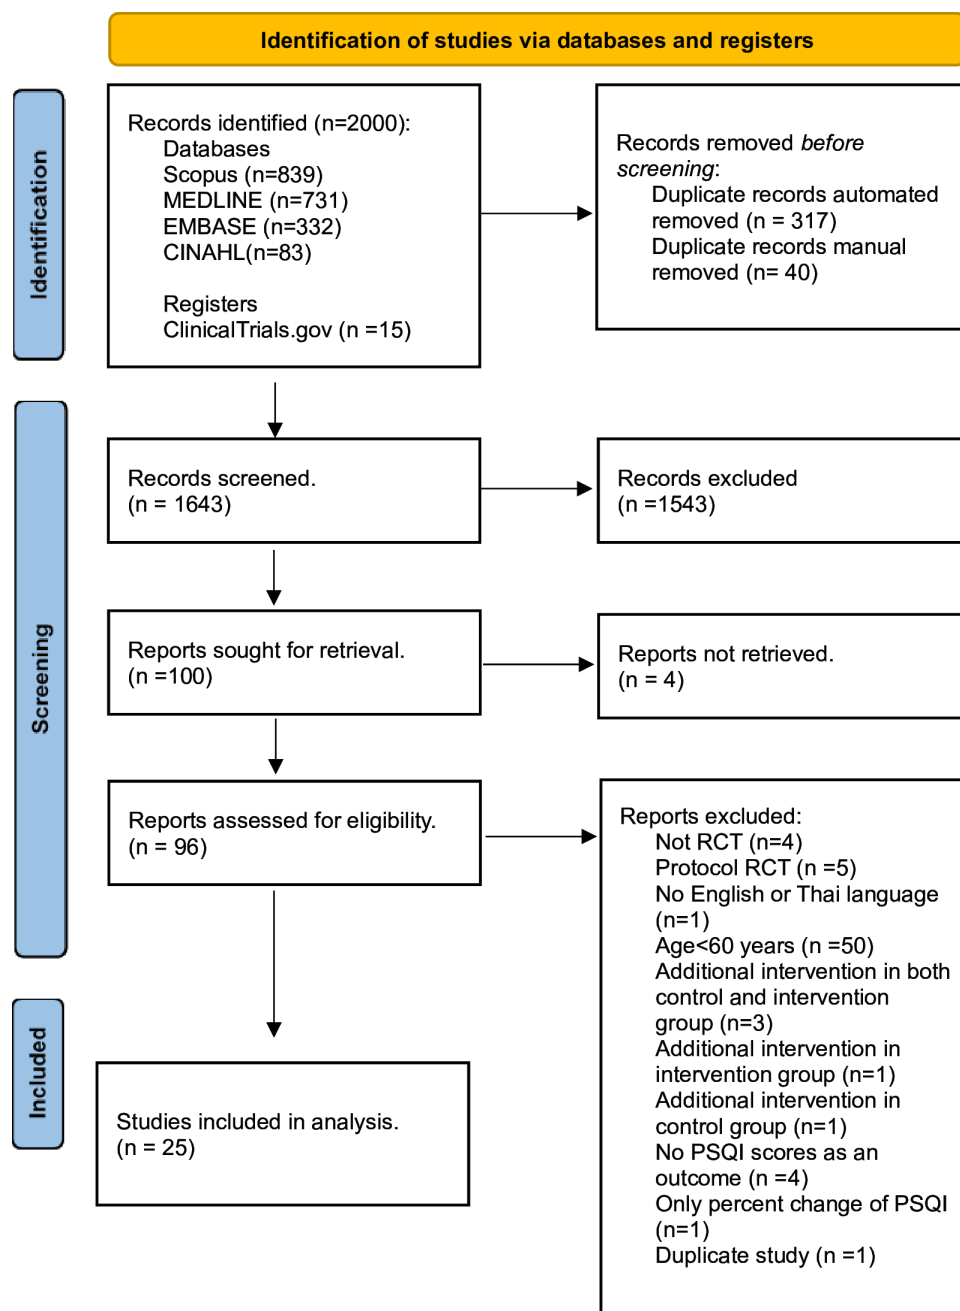 Identification of studies via databases and registers
Identification
Records identified (n=2000):
Databases
Scopus (n=839)
MEDLINE (n=731)
EMBASE (n=332)
CINAHL(n=83)
Registers
ClinicalTrials.gov (n =15)
Records removed before
screening:
Duplicate records automated
removed (n = 317)
Duplicate records manual
removed (n= 40)
Screening
Records screened.
(n = 1643)
Records excluded
(n =1543)
Reports sought for retrieval.
(n =100)
Reports not retrieved.
(n = 4)
Reports assessed for eligibility.
(n = 96)
Reports excluded:
Not RCT (n=4)
Protocol RCT (n =5)
No English or Thai language
(n=1)
Age<60 years (n =50)
Additional intervention in both
control and intervention
group (n=3)
Additional intervention in
intervention group (n=1)
Additional intervention in
control group (n=1)
No PSQI scores as an
outcome (n =4)
Only percent change of PSQI
(n=1)
Duplicate study (n =1)
Included
Studies included in analysis.
(n = 25)